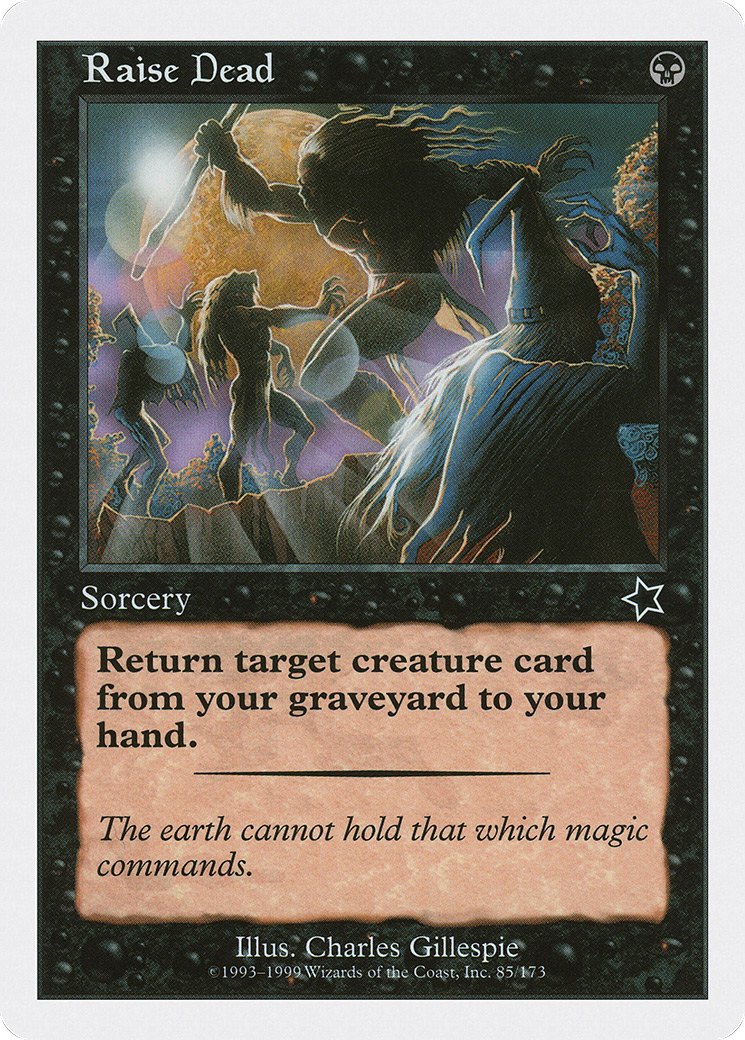 Raise Dead
Sorcery
Return target creature card
from your graveyard to your
hand.
The earth cannot hold that which magic
commands.
Illus. Charles Gillespie
©1993–1999 Wizards of the Coast, Inc. 85/173